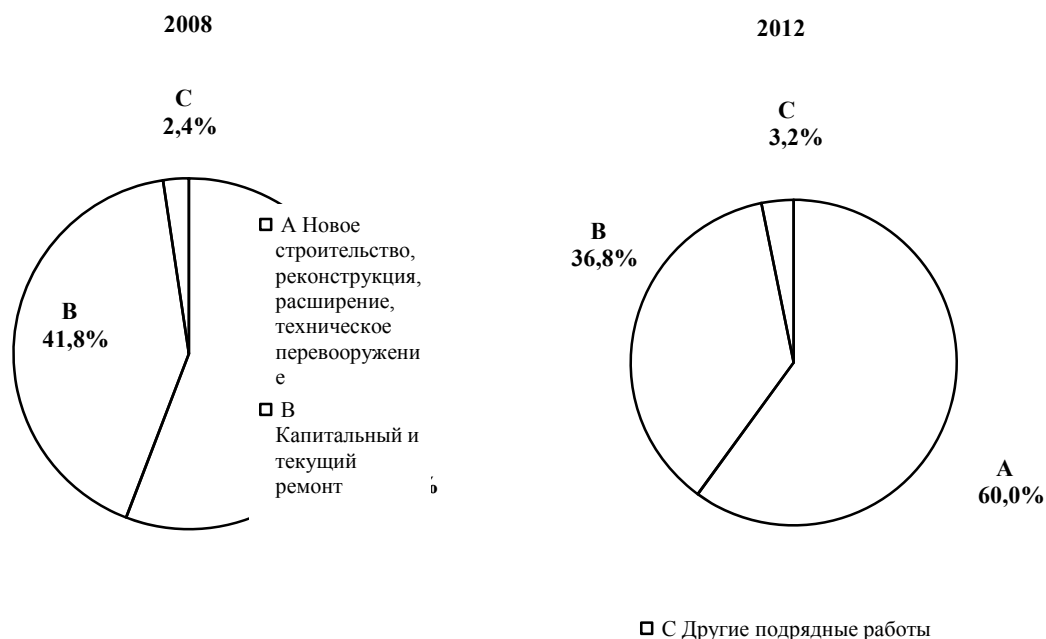 2008
C
2,4%
B
41,8%
A Новое
строительство,
реконструкция,
расширение,
техническое
перевооружени
е
B
Капитальный и
текущий
ремонт
%
2012
C
3,2%
B
36,8%
A
60,0%
C Другие подрядные работы